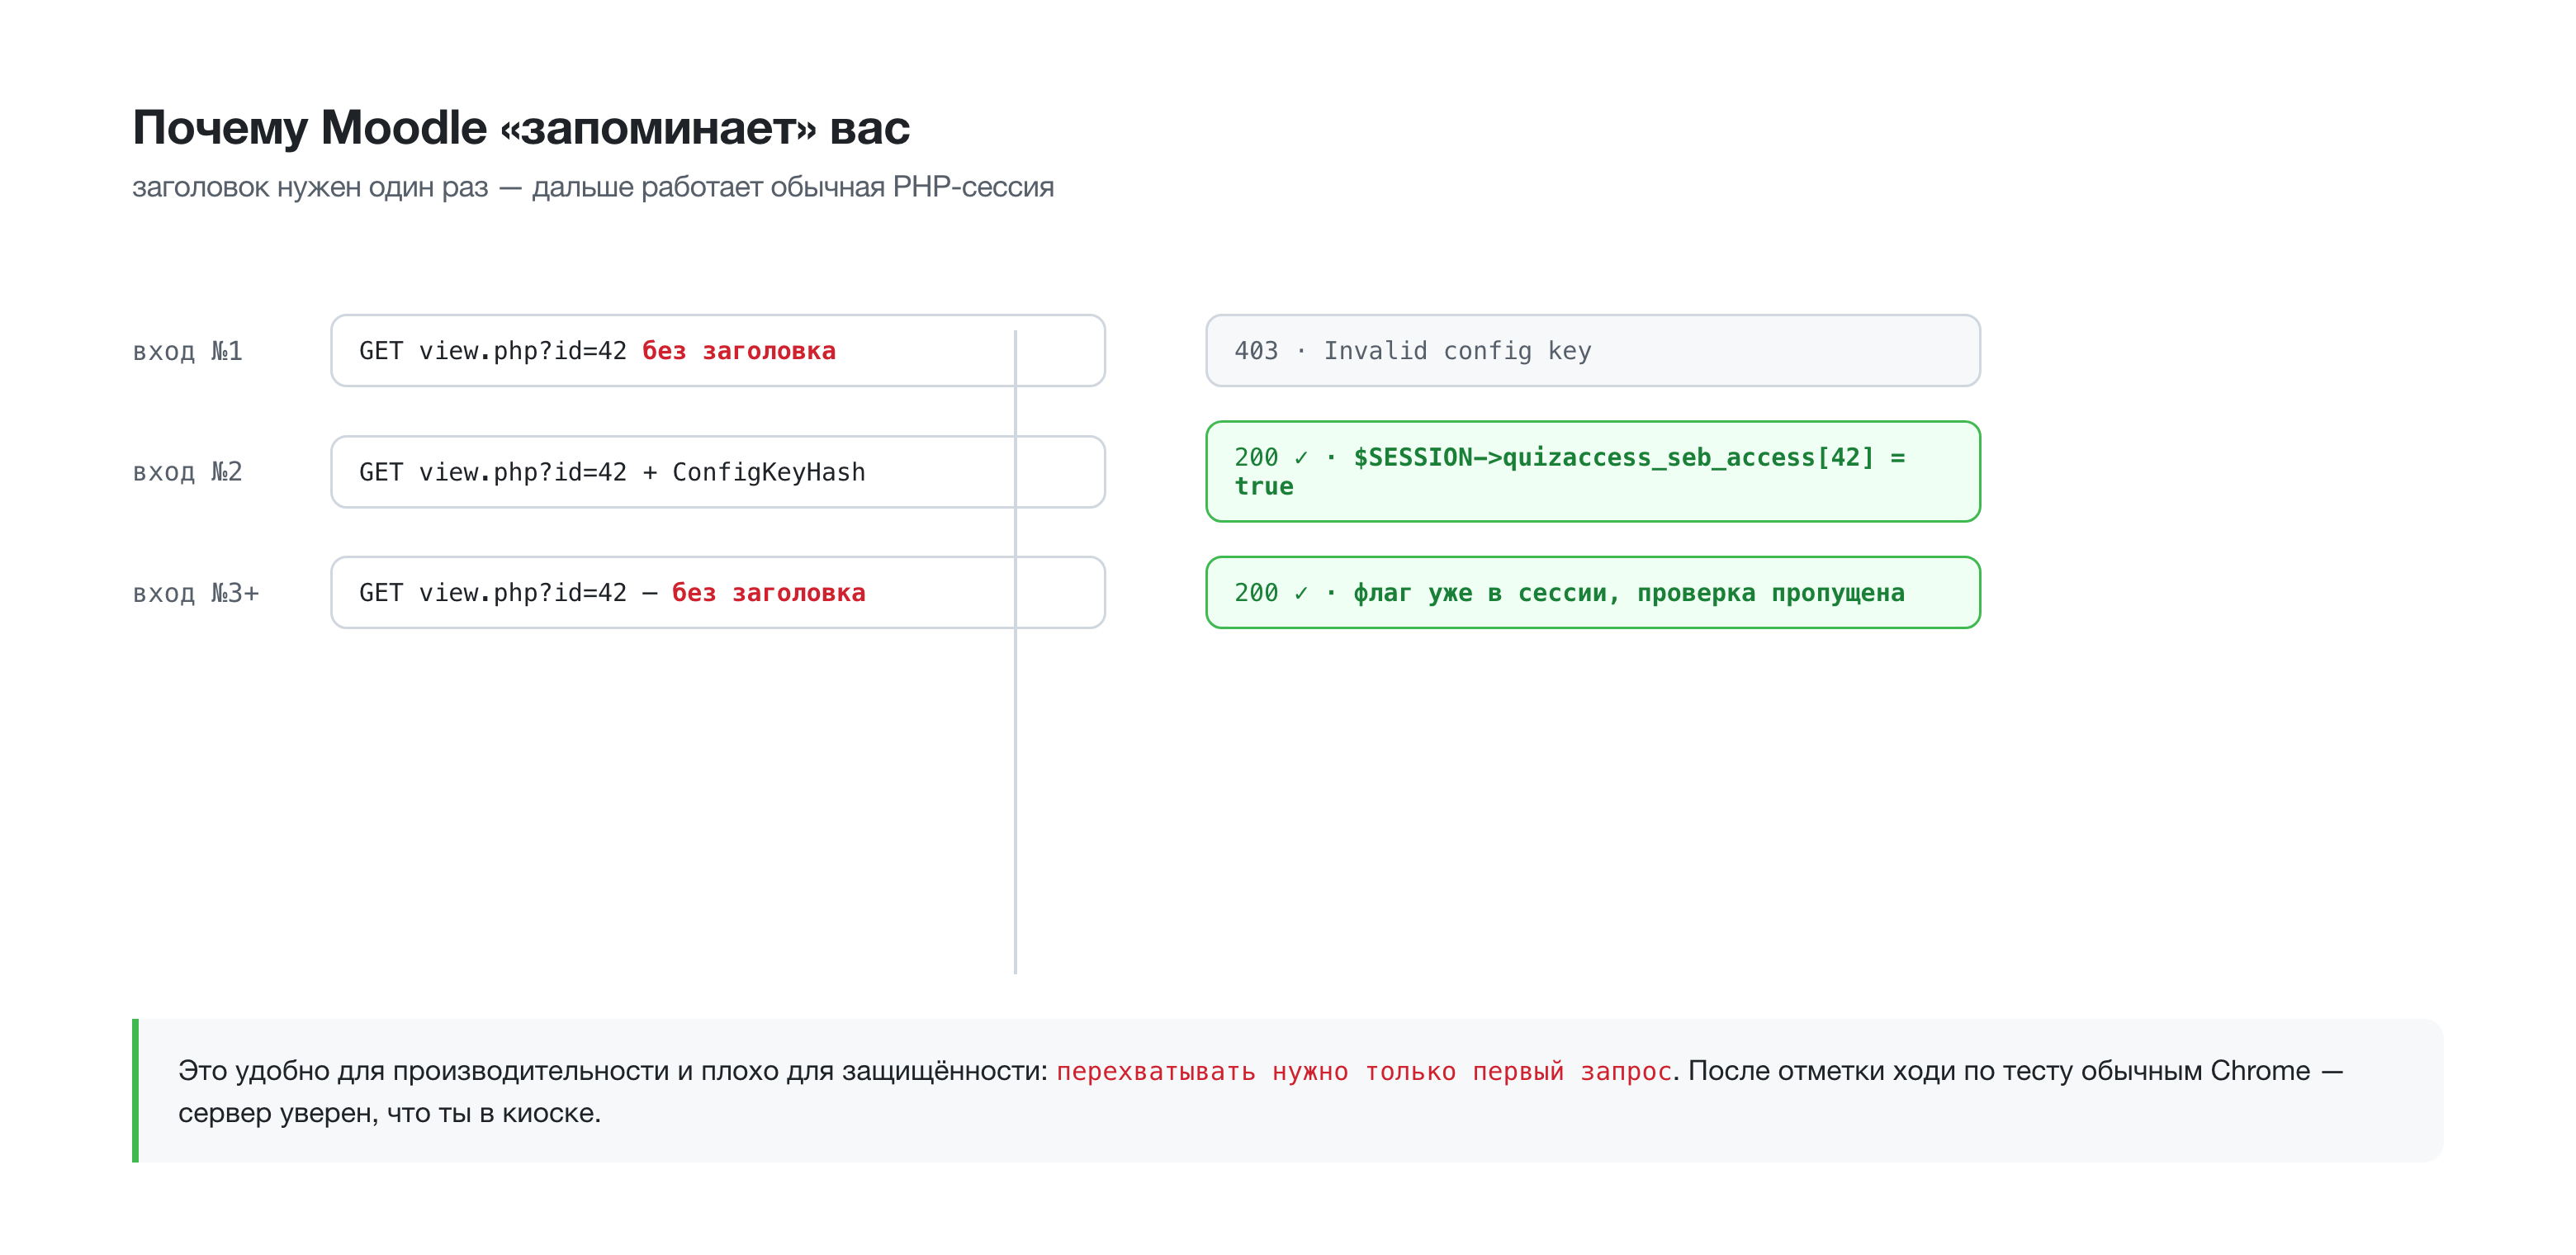 Почему Moodle «запоминает» вас
заголовок нужен один раз — дальше работает обычная PHP-сессия
вход №1
GET view.php?id=42 без заголовка
403 · Invalid config key
вход №2
GET view.php?id=42 + ConfigKeyHash
200 ✓ · $SESSION−>quizaccess_seb_access[42] =
true
вход №3+
GET view.php?id=42 — без заголовка
200 ✓ · флаг уже в сессии, проверка пропущена
Это удобно для производительности и плохо для защищённости: перехватывать нужно только первый запрос. После отметки ходи по тесту обычным Chrome —
сервер уверен, что ты в киоске.